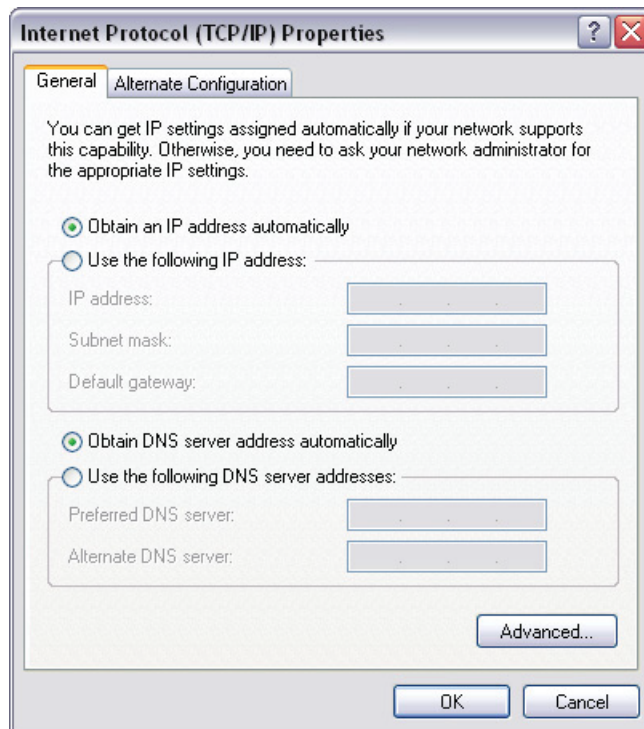 Internet Protocol (TCP/IP) Properties
?
General
Alternate Configuration
You can get IP settings assigned automatically if your network supports
this capability. Otherwise, you need to ask your network administrator for
the appropriate IP settings.
Obtain an IP address automatically
Use the following IP address:
IP address:
Subnet mask:
Default gateway:
Obtain DNS server address automatically
Use the following DNS server addresses:
Preferred DNS server:
Alternate DNS server:
Advanced...
OK
Cancel